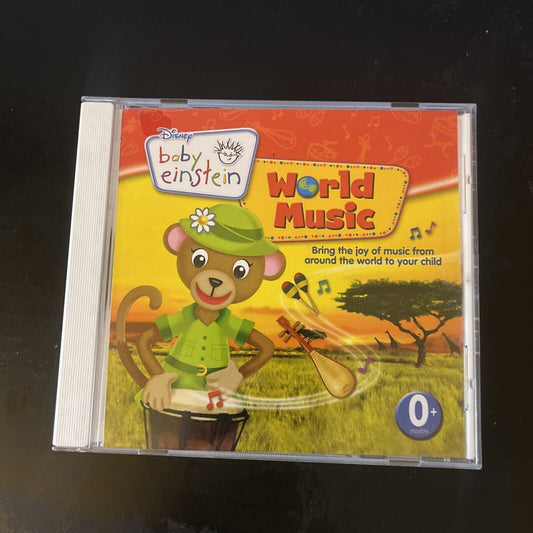 Disney
baby
einstein
World
Music
Bring the joy of music from
around the world to your child
0+
months